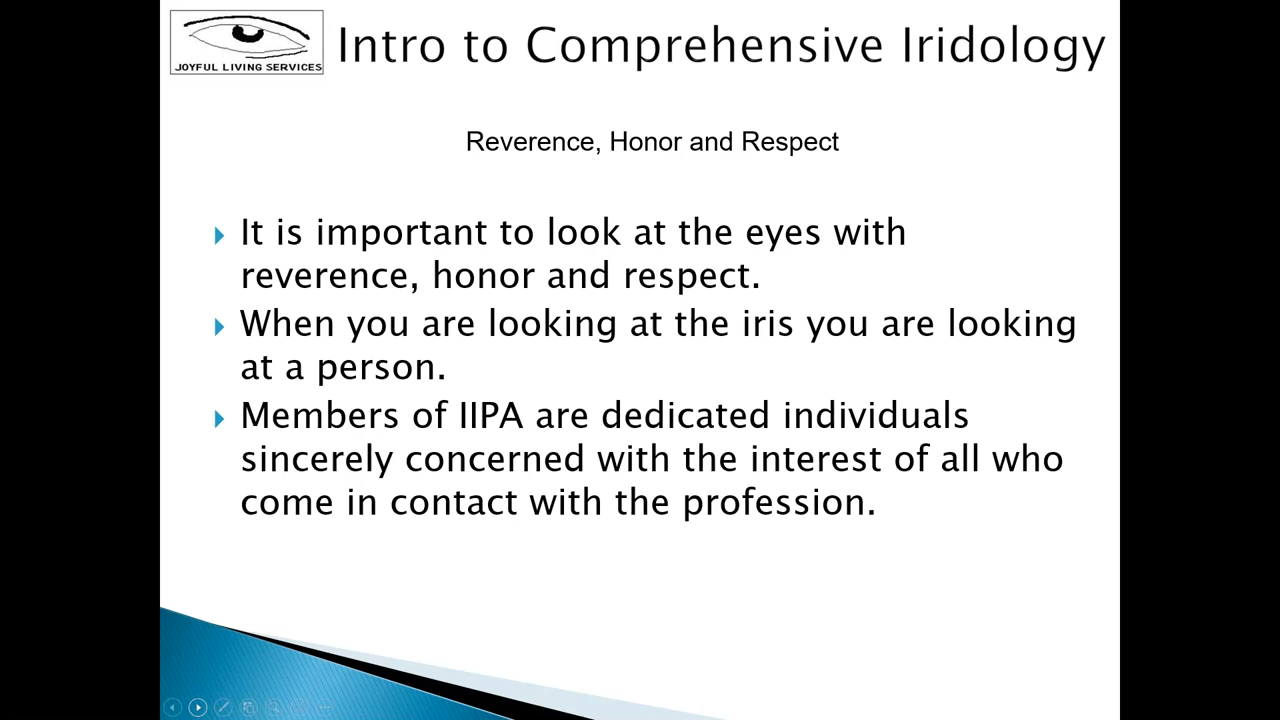 JOYFUL LIVING SERVICES
Intro to Comprehensive Iridology
Reverence, Honor and Respect
It is important to look at the eyes with
reverence, honor and respect.
When you are looking at the iris you are looking
at a person.
Members of IIPA are dedicated individuals
sincerely concerned with the interest of all who
come in contact with the profession.